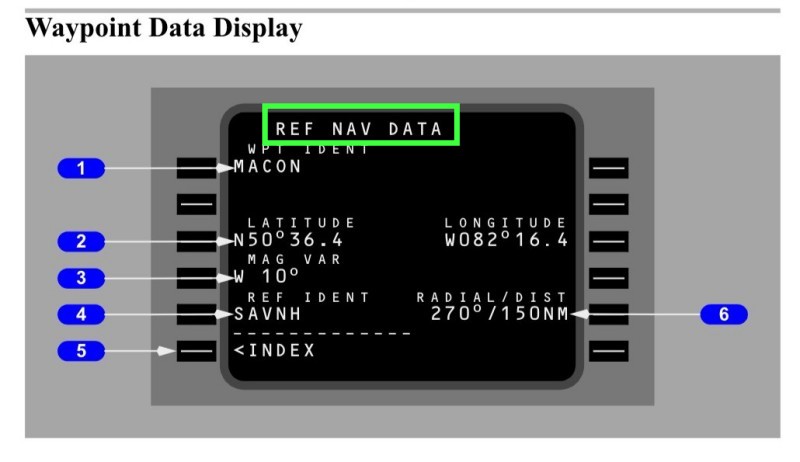 Waypoint Data Display
REF NAV DATA
WPT IDENT
1 MACON
LATITUDE LONGITUDE
2 N50°36.4 W082°16.4
MAG VAR
3 W 10°
REF IDENT RADIAL/DIST
4 SAVNH 270°/150NM 6
-------------
5 <INDEX